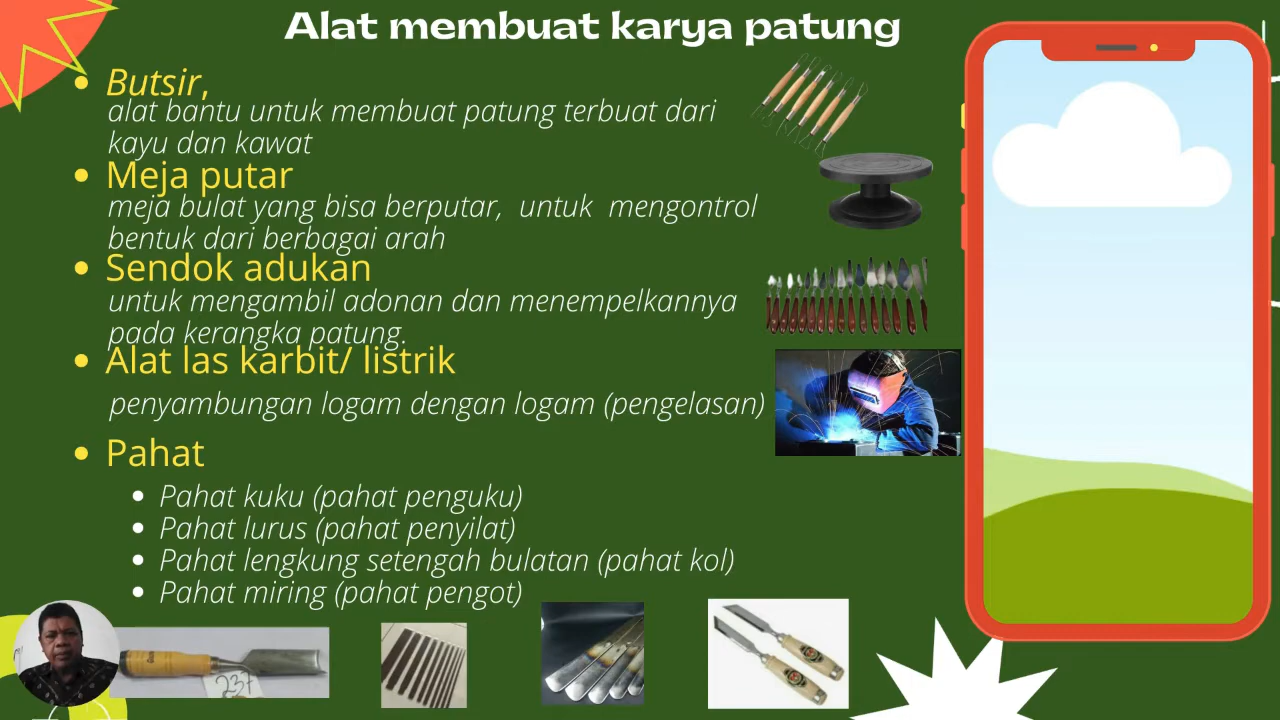 Alat membuat karya patung
Butsir,
alat bantu untuk membuat patung terbuat dari
kayu dan kawat
Meja putar
meja bulat yang bisa berputar, untuk mengontrol
bentuk dari berbagai arah
Sendok adukan
untuk mengambil adonan dan menempelkannya
pada kerangka patung.
Alat las karbit/ listrik
penyambungan logam dengan logam (pengelasan)
Pahat
Pahat kuku (pahat penguku)
Pahat lurus (pahat penyilat)
Pahat lengkung setengah bulatan (pahat kol)
Pahat miring (pahat pengot)
237